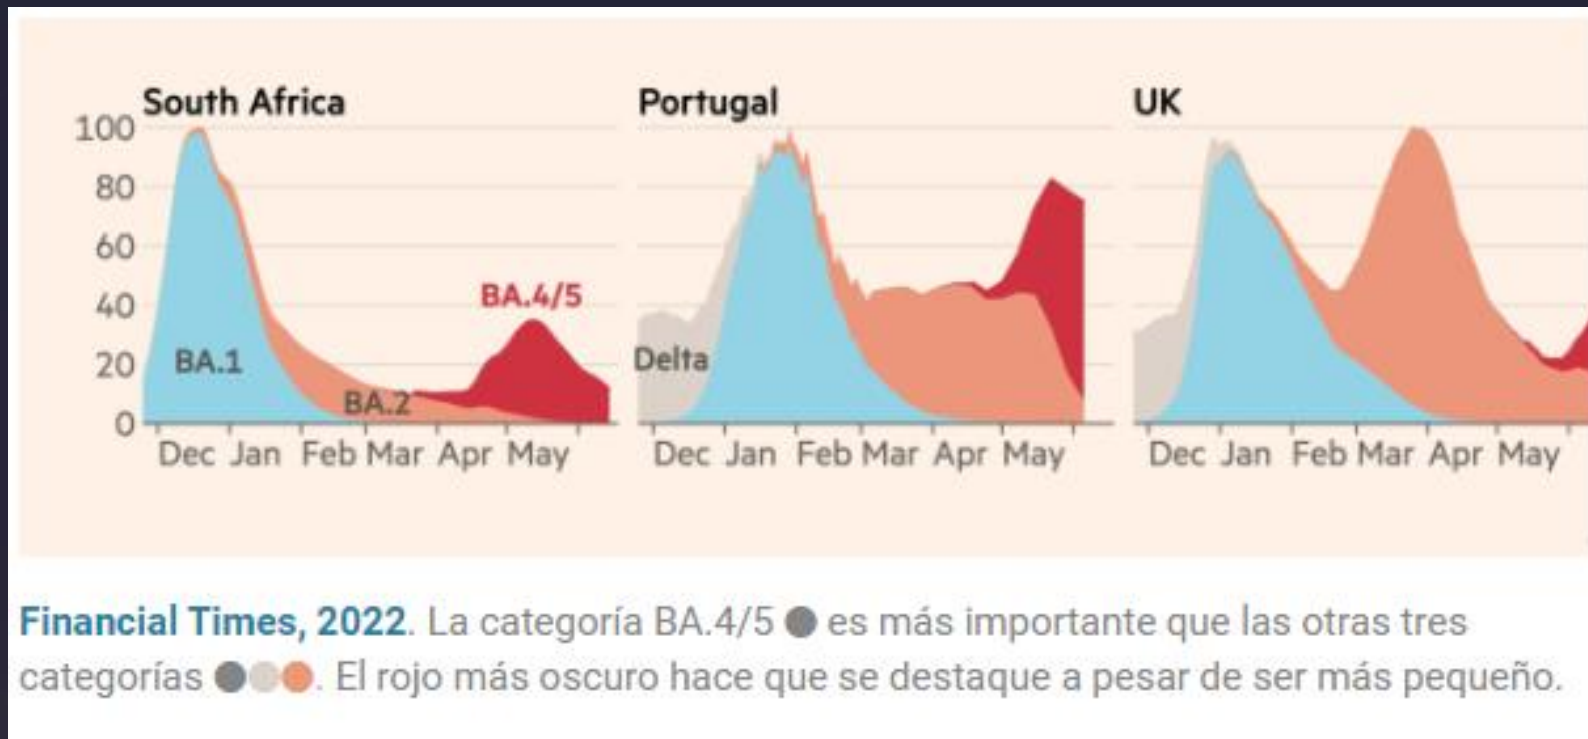 South Africa
Portugal
UK
100
80
60
40
20
0
BA.4/5
BA.1
BA.2
Delta
Dec Jan Feb Mar Apr May
Dec Jan Feb Mar Apr May
Dec Jan Feb Mar Apr May
Financial Times, 2022. La categoría BA.4/5 es más importante que las otras tres
categorías. El rojo más oscuro hace que se destaque a pesar de ser más pequeño.